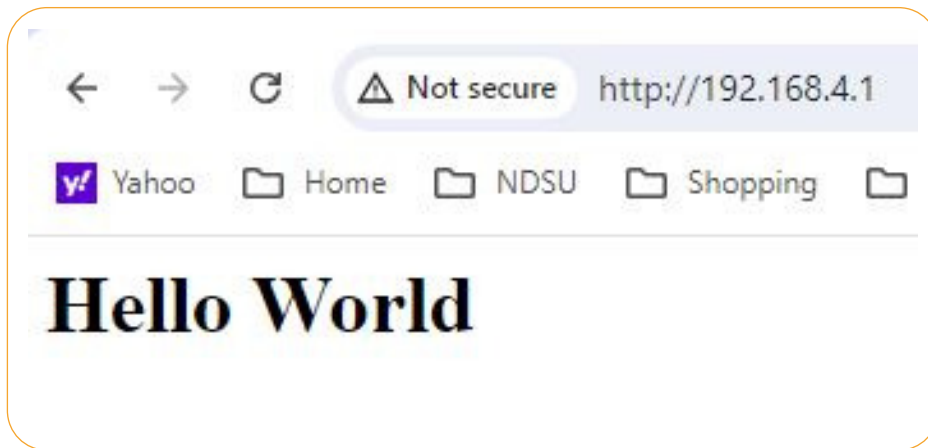 Not secure http://192.168.4.1
y! Yahoo Home NDSU Shopping
Hello World